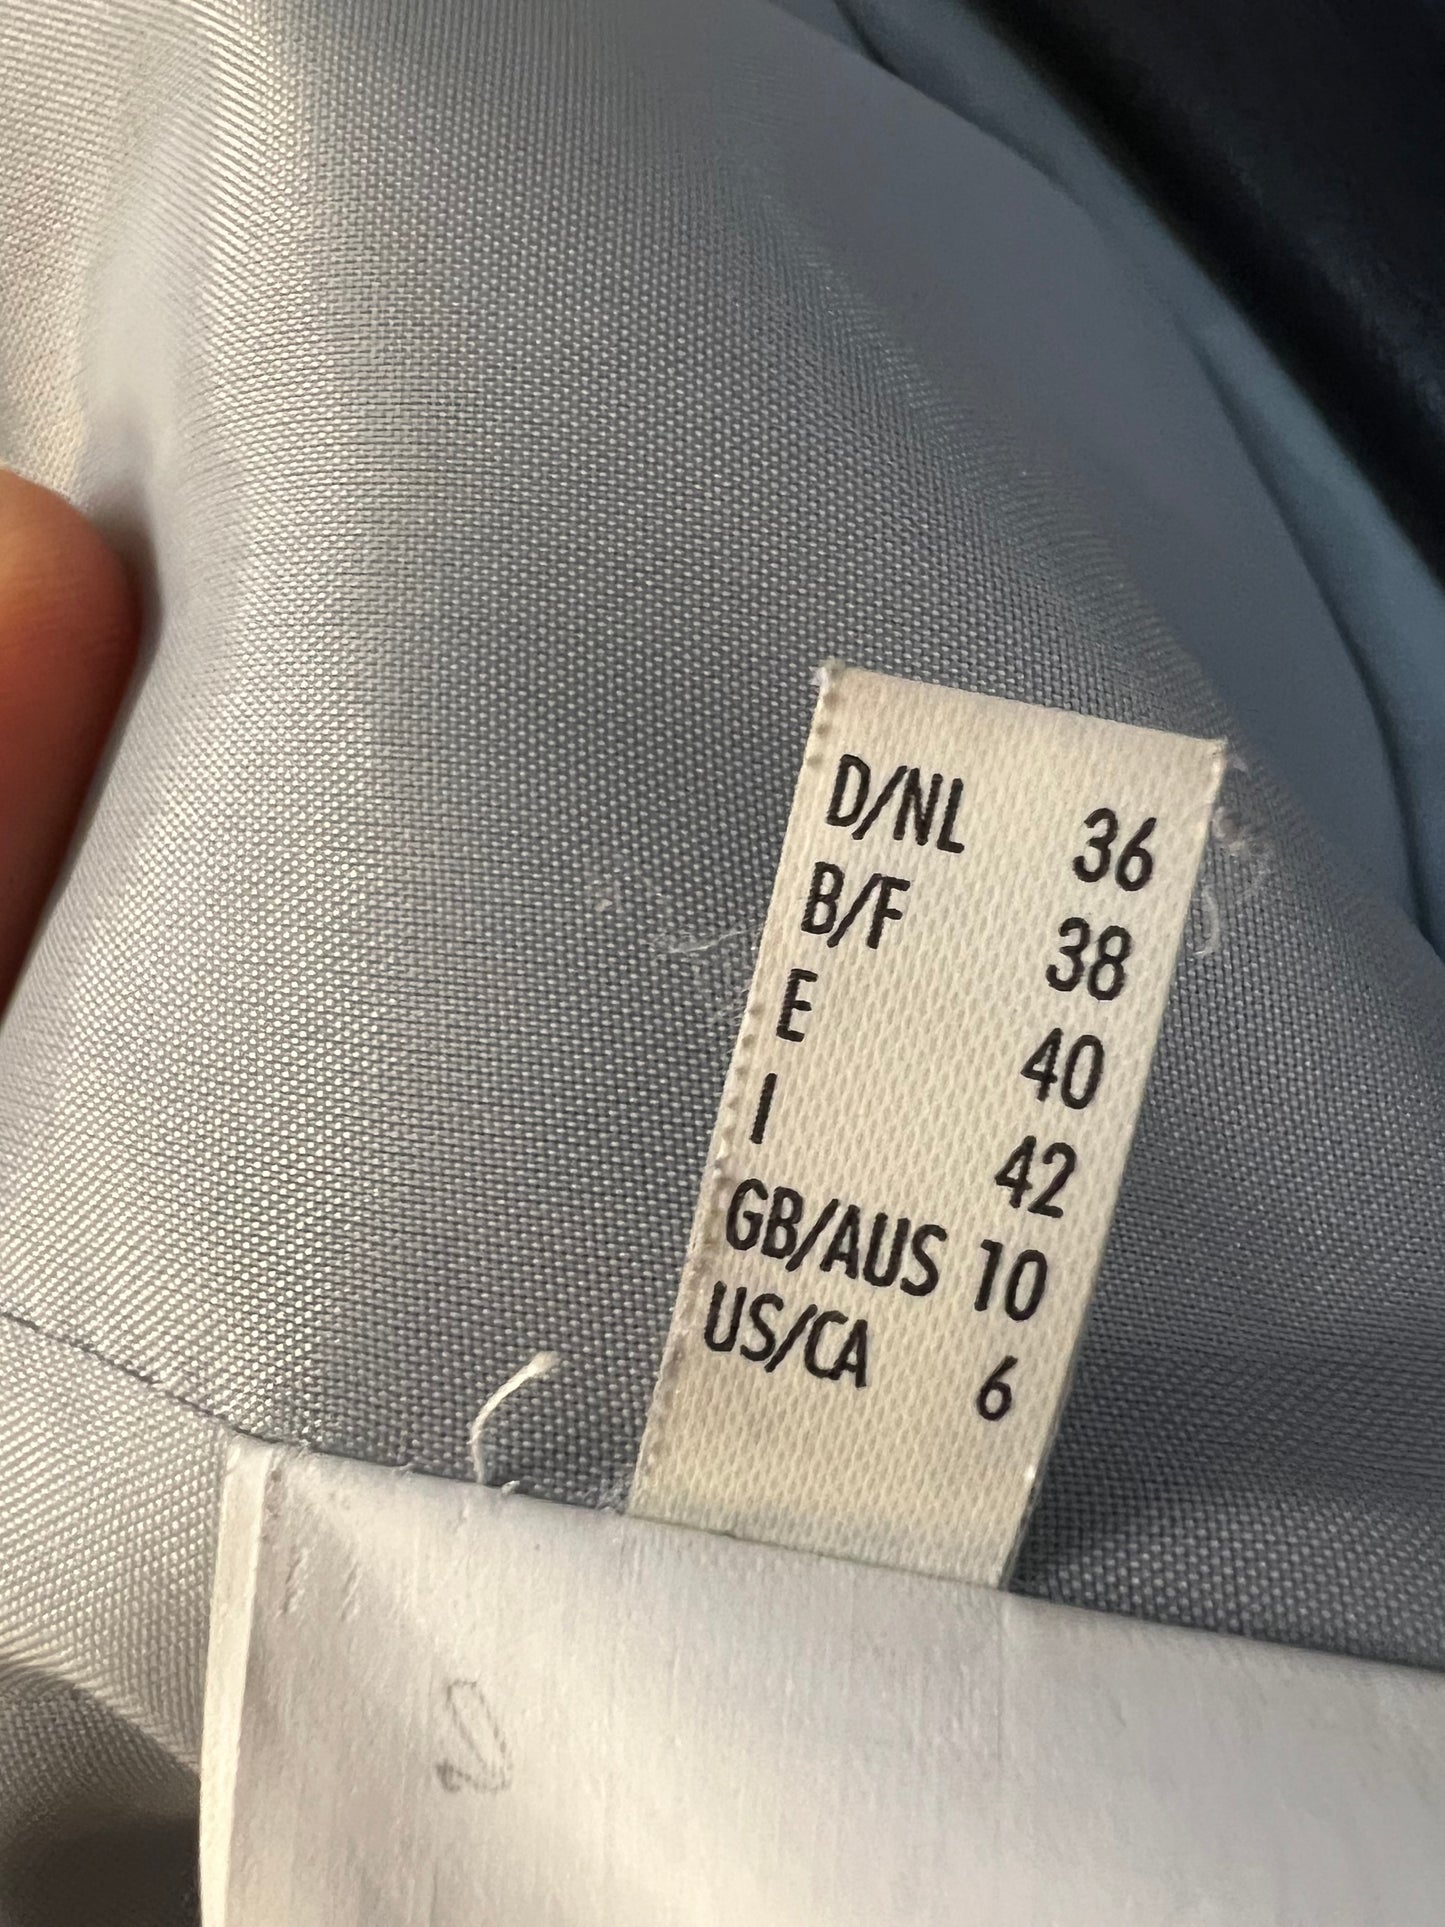 D/NL 36
B/F 38
E 40
I 42
GB/AUS 10
US/CA 6